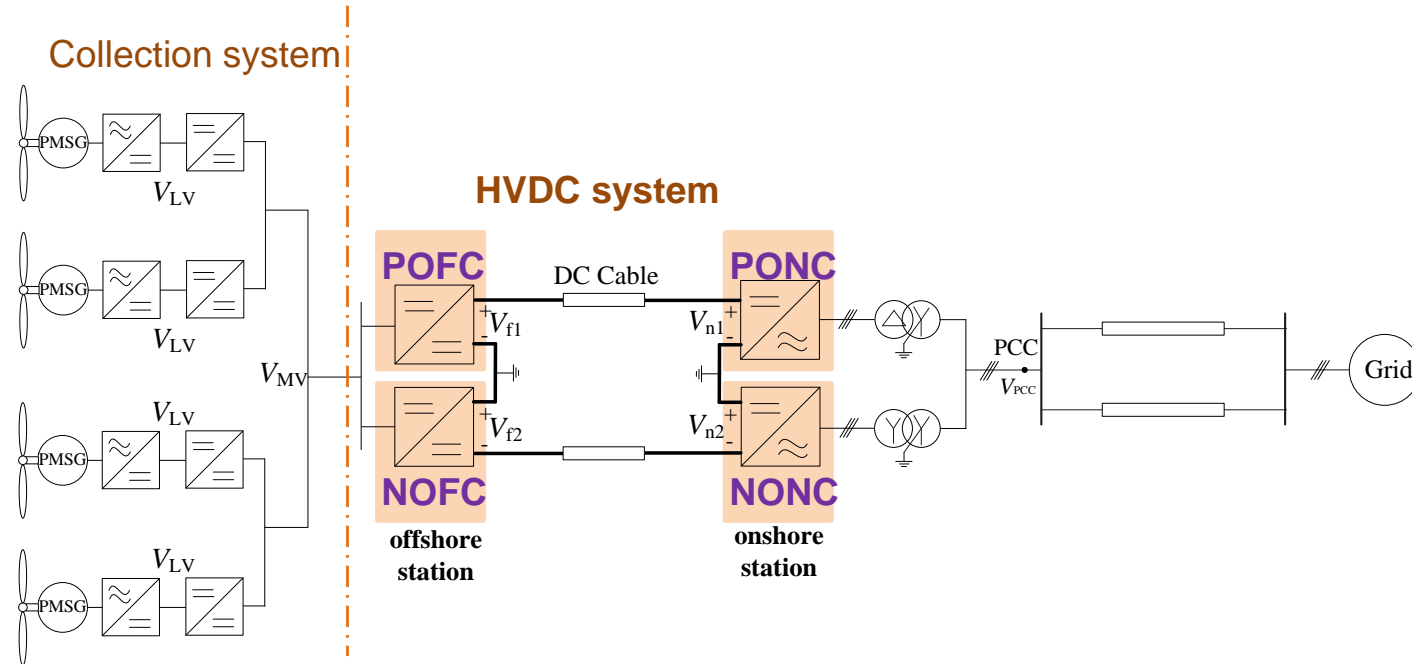 Collection system
PMSG
V_LV
PMSG
V_LV
PMSG
V_LV
PMSG
V_LV
V_MV
HVDC system
POFC
+
V_f1
-
NOFC
+
V_f2
-
offshore
station
DC Cable
PONC
V_n1
+
-
NONC
V_n2
+
-
onshore
station
Δ Y
Y Y
PCC
V_PCC
Grid